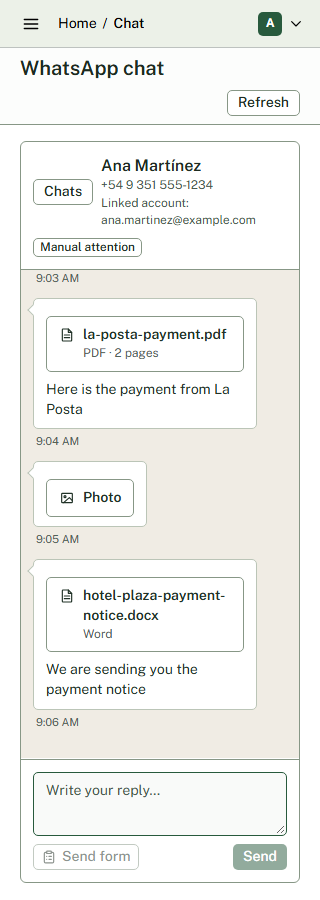 Home / Chat
A
WhatsApp chat
Refresh
Chats
Ana Martínez
+54 9 351 555-1234
Linked account:
ana.martinez@example.com
Manual attention
9:03 AM
la-posta-payment.pdf
PDF · 2 pages
Here is the payment from La
Posta
9:04 AM
Photo
9:05 AM
hotel-plaza-payment-
notice.docx
Word
We are sending you the
payment notice
9:06 AM
Write your reply...
Send form
Send